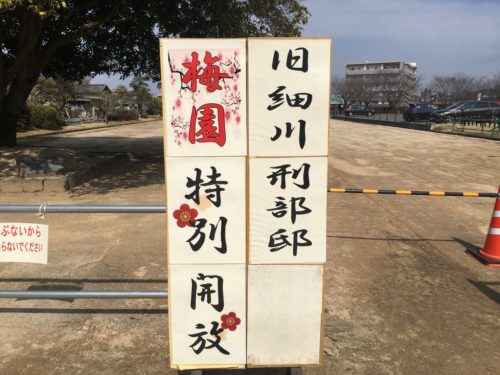 旧細川
刑部邸
梅園
特別
開放
ぶないから
らないでください